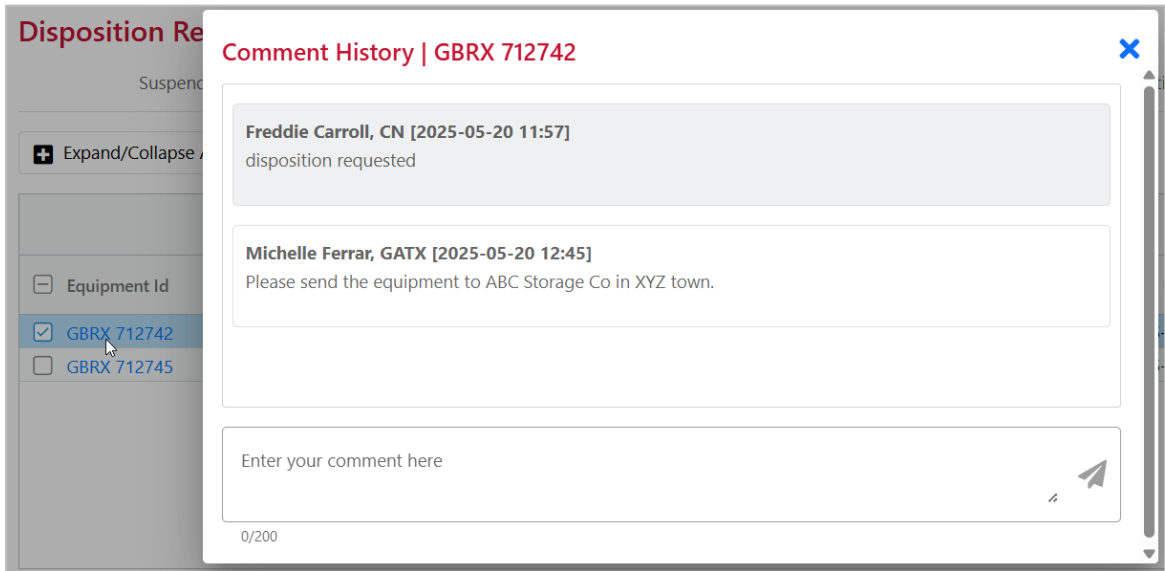 Disposition Re
Suspend
Expand/Collapse
Equipment Id
GBRX 712742
GBRX 712745
Comment History | GBRX 712742
Freddie Carroll, CN [2025-05-20 11:57]
disposition requested
Michelle Ferrar, GATX [2025-05-20 12:45]
Please send the equipment to ABC Storage Co in XYZ town.
Enter your comment here
0/200